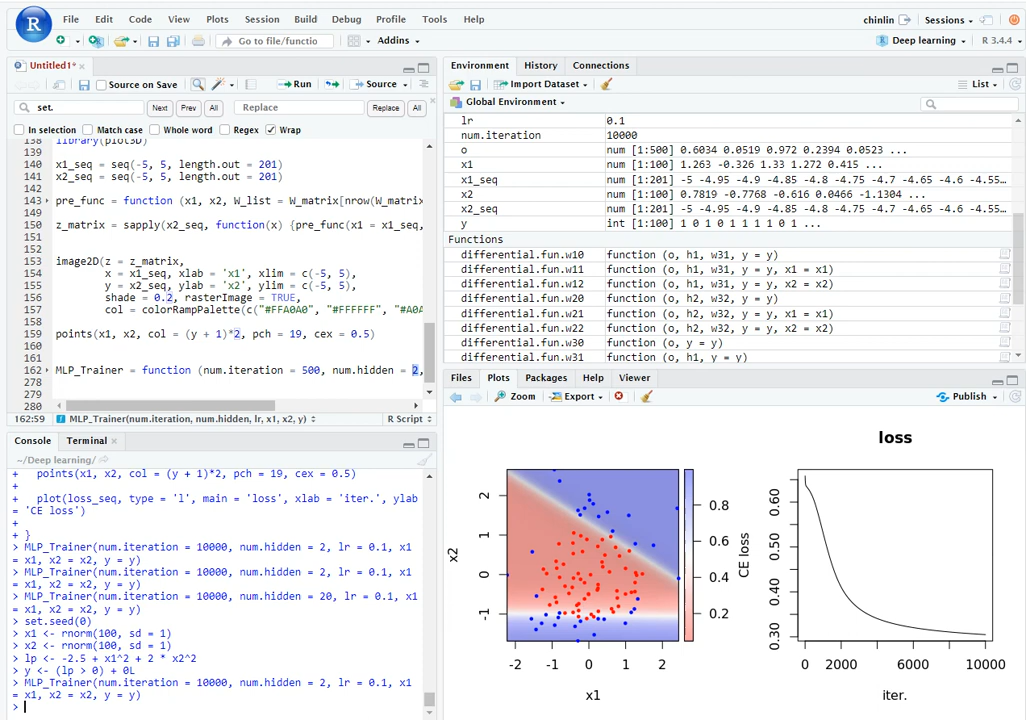 R
File Edit Code View Plots Session Build Debug Profile Tools Help
chinlin Sessions
Go to file/functio Addins
Deep learning R 3.4.4
Untitled1*
Source on Save Run Source
set. Next Prev All Replace Replace All
In selection Match case Whole word Regex Wrap
138 library(plot3D)
139
140 x1_seq = seq(-5, 5, length.out = 201)
141 x2_seq = seq(-5, 5, length.out = 201)
142
143 pre_func = function (x1, x2, W_list = W_matrix[nrow(W_matrix
149
150 z_matrix = sapply(x2_seq, function(x) {pre_func(x1 = x1_seq,
151
152
153 image2D(z = z_matrix,
154 x = x1_seq, xlab = 'x1', xlim = c(-5, 5),
155 y = x2_seq, xlab = 'x2', ylim = c(-5, 5),
156 shade = 0.2, rasterImage = TRUE,
157 col = colorRampPalette(c("#FFA0A0", "#FFFFFF", "#A0A
158
159 points(x1, x2, col = (y + 1)*2, pch = 19, cex = 0.5)
160
161
162 MLP_Trainer = function (num.iteration = 500, num.hidden = 2,
278
279
280
162:59 MLP_Trainer(num.iteration, num.hidden, lr, x1, x2, y) R Script
Console Terminal
~/Deep learning/
+ points(x1, x2, col = (y + 1)*2, pch = 19, cex = 0.5)
+
+ plot(loss_seq, type = 'l', main = 'loss', xlab = 'iter.', ylab
= 'CE loss')
+
+ }
> MLP_Trainer(num.iteration = 10000, num.hidden = 2, lr = 0.1, x1
= x1, x2 = x2, y = y)
> MLP_Trainer(num.iteration = 10000, num.hidden = 2, lr = 0.1, x1
= x1, x2 = x2, y = y)
> MLP_Trainer(num.iteration = 10000, num.hidden = 20, lr = 0.1, x1
= x1, x2 = x2, y = y)
> set.seed(0)
> x1 <- rnorm(100, sd = 1)
> x2 <- rnorm(100, sd = 1)
> lp <- -2.5 + x1^2 + 2 * x2^2
> y <- (lp > 0) + 0L
> MLP_Trainer(num.iteration = 10000, num.hidden = 2, lr = 0.1, x1
= x1, x2 = x2, y = y)
>
Environment History Connections
Import Dataset List
Global Environment
lr 0.1
num.iteration 10000
o num [1:500] 0.6034 0.0519 0.972 0.2394 0.0523 ...
x1 num [1:100] 1.263 -0.326 1.33 1.272 0.415 ...
x1_seq num [1:201] -5 -4.95 -4.9 -4.85 -4.8 -4.75 -4.7 -4.65 -4.6 -4.55...
x2 num [1:100] 0.7819 -0.7768 -0.616 0.0466 -1.1304 ...
x2_seq num [1:201] -5 -4.95 -4.9 -4.85 -4.8 -4.75 -4.7 -4.65 -4.6 -4.55...
y int [1:100] 1 0 1 0 1 1 1 1 0 1 ...
Functions
differential.fun.w10 function (o, h1, w31, y = y)
differential.fun.w11 function (o, h1, w31, y = y, x1 = x1)
differential.fun.w12 function (o, h1, w31, y = y, x2 = x2)
differential.fun.w20 function (o, h2, w32, y = y)
differential.fun.w21 function (o, h2, w32, y = y, x1 = x1)
differential.fun.w22 function (o, h2, w32, y = y, x2 = x2)
differential.fun.w30 function (o, y = y)
differential.fun.w31 function (o, h1, y = y)
Files Plots Packages Help Viewer
Zoom Export Publish
x2
2
1
0
-1
-2 -1 0 1 2
x1
0.8
0.6
0.4
0.2
loss
CE loss
0.60
0.50
0.40
0.30
0 2000 6000 10000
iter.